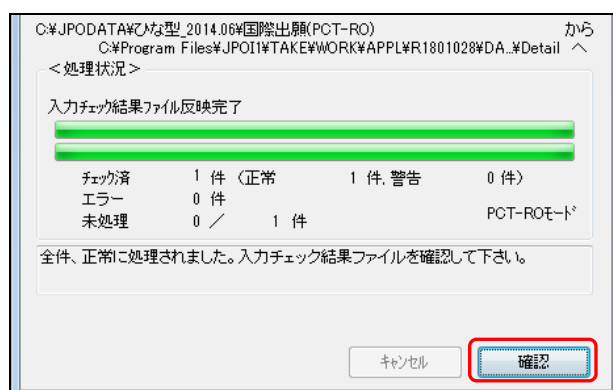 C:¥JPODATA¥ひな型_2014.06¥国際出願(PCT-RO) から
C:¥Program Files¥JPOI1¥TAKE¥WORK¥APPL¥R1801028¥DA..¥Detail へ
＜処理状況＞
入力ﾁｪｯｸ結果ﾌｧｲﾙ反映完了
ﾁｪｯｸ済 1 件 (正常 1 件, 警告 0 件)
エラー 0 件
未処理 0 ／ 1 件 PCT-ROﾓｰﾄﾞ
全件、正常に処理されました。入力チェック結果ファイルを確認して下さい。
ｷｬﾝｾﾙ 確認